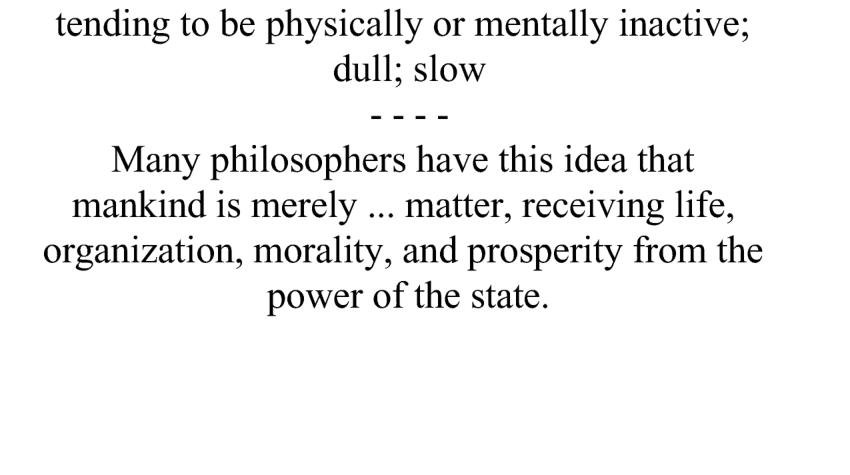 tending to be physically or mentally inactive;
dull; slow
- - - -
Many philosophers have this idea that
mankind is merely ... matter, receiving life,
organization, morality, and prosperity from the
power of the state.